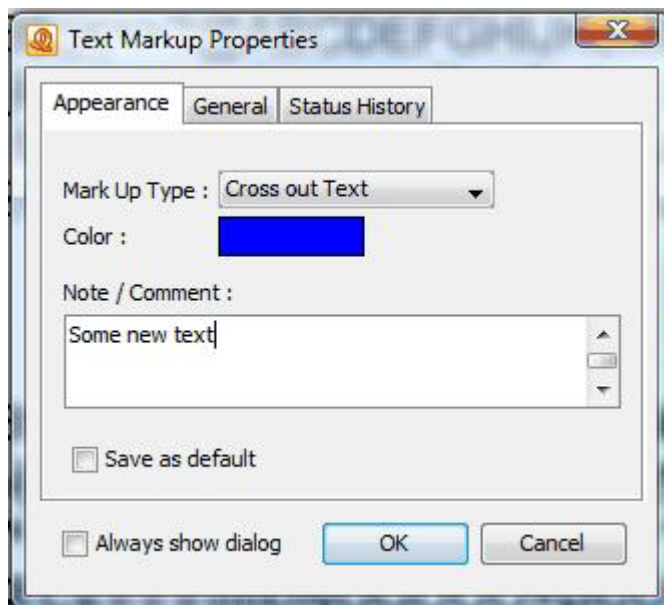 Text Markup Properties
Appearance General Status History
Mark Up Type : Cross out Text
Color :
Note / Comment :
Some new text
Save as default
Always show dialog OK Cancel